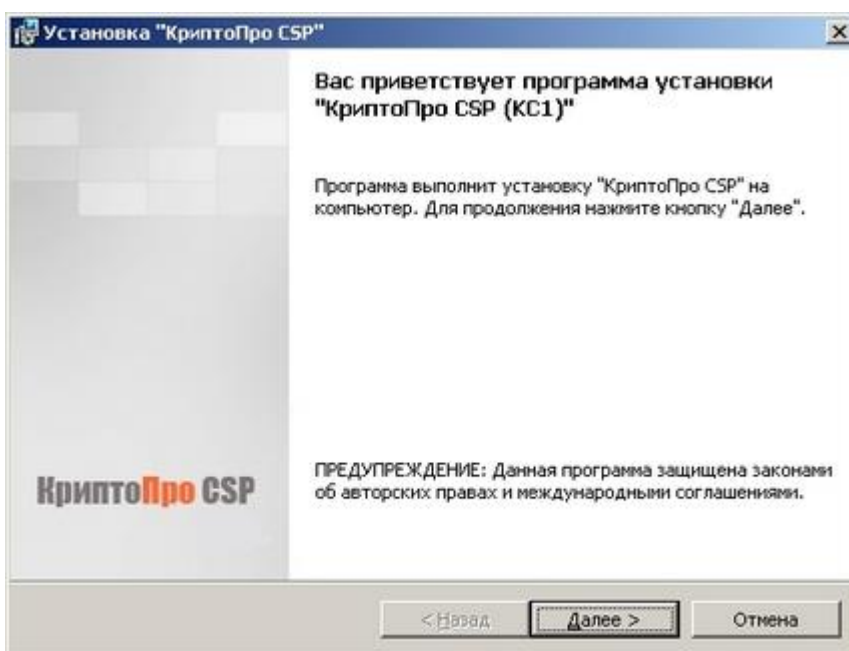 Установка "КриптоПро CSP"
Вас приветствует программа установки
"КриптоПро CSP (КС1)"
Программа выполнит установку "КриптоПро CSP" на
компьютер. Для продолжения нажмите кнопку "Далее".
КриптоПро CSP
ПРЕДУПРЕЖДЕНИЕ: Данная программа защищена законами
об авторских правах и международными соглашениями.
< Назад
Далее >
Отмена